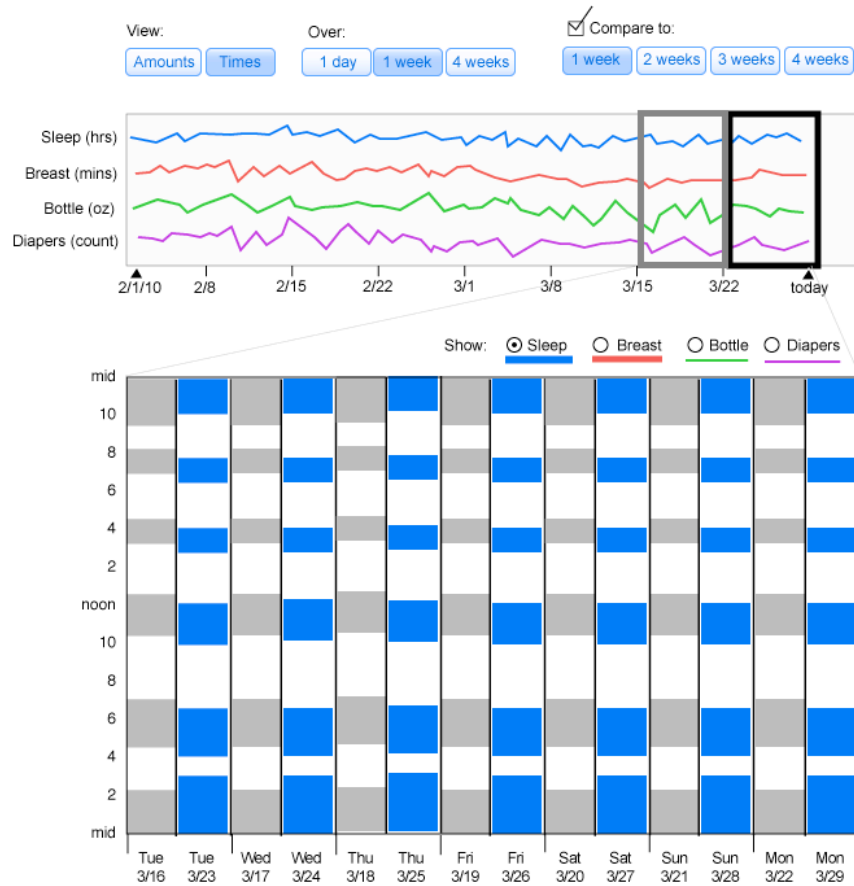 View: Over: Compare to:
Amounts Times 1 day 1 week 4 weeks 1 week 2 weeks 3 weeks 4 weeks
Sleep (hrs)
Breast (mins)
Bottle (oz)
Diapers (count)
2/1/10 2/8 2/15 2/22 3/1 3/8 3/15 3/22 today
Show: Sleep Breast Bottle Diapers
mid
10
8
6
4
2
noon
10
8
6
4
2
mid
Tue Tue Wed Wed Thu Thu Fri Fri Sat Sat Sun Sun Mon Mon
3/16 3/23 3/17 3/24 3/18 3/25 3/19 3/26 3/20 3/27 3/21 3/28 3/22 3/29